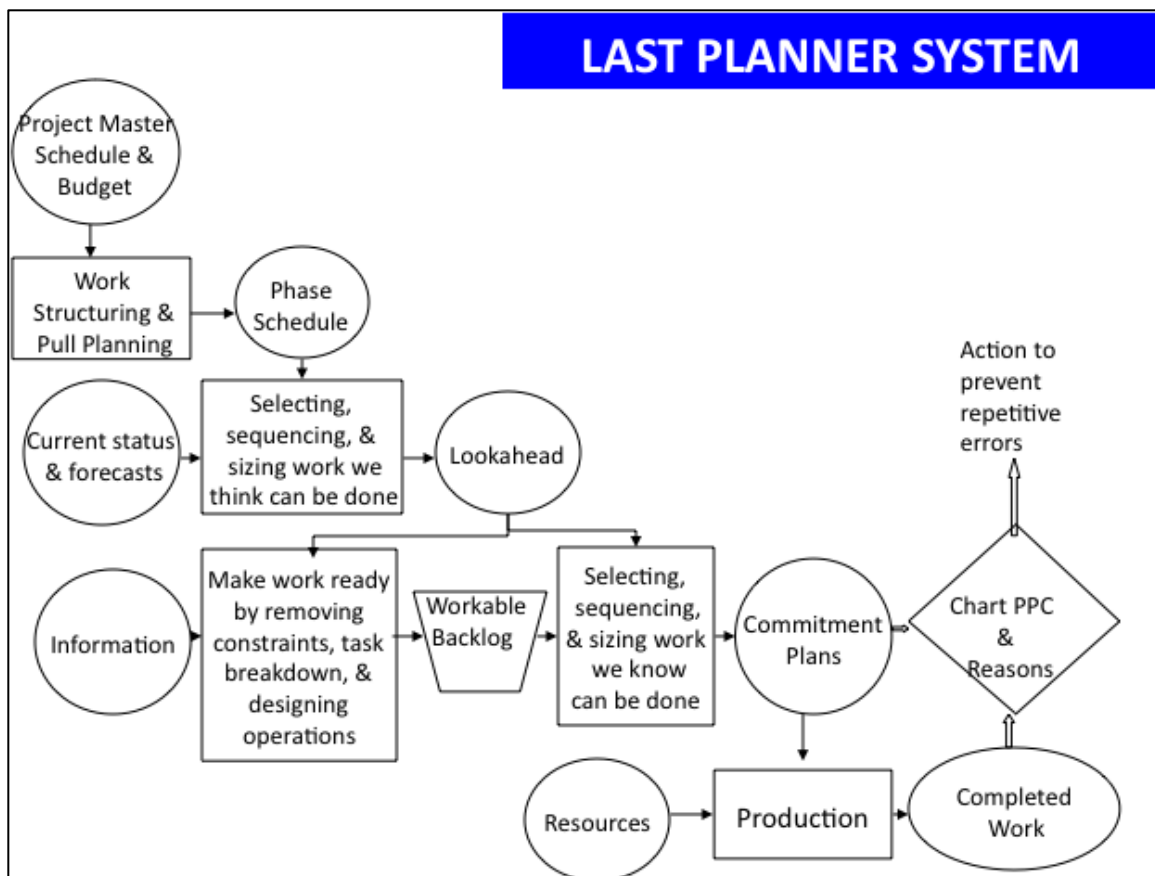 LAST PLANNER SYSTEM
Project Master
Schedule &
Budget
Work
Structuring &
Pull Planning
Phase
Schedule
Current status
& forecasts
Selecting,
sequencing, &
sizing work we
think can be done
Lookahead
Action to
prevent
repetitive
errors
Information
Make work ready
by removing
constraints, task
breakdown, &
designing
operations
Workable
Backlog
Selecting,
sequencing,
& sizing work
we know
can be done
Commitment
Plans
Chart PPC
&
Reasons
Resources
Production
Completed
Work